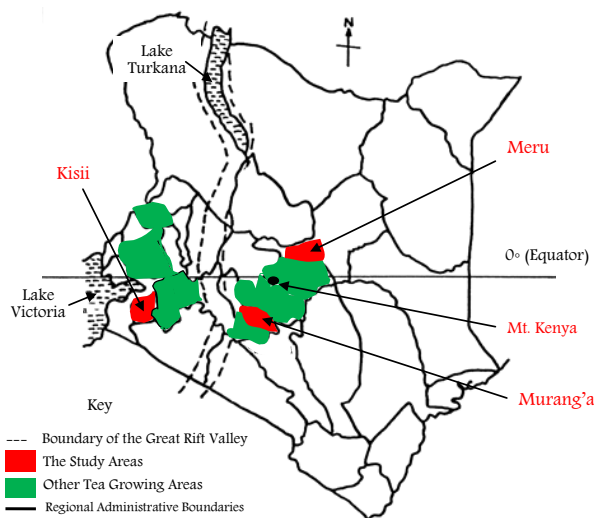 N
Lake
Turkana
Meru
Kisii
0o (Equator)
Lake
Victoria
Mt. Kenya
Murang'a
Key
Boundary of the Great Rift Valley
The Study Areas
Other Tea Growing Areas
Regional Administrative Boundaries